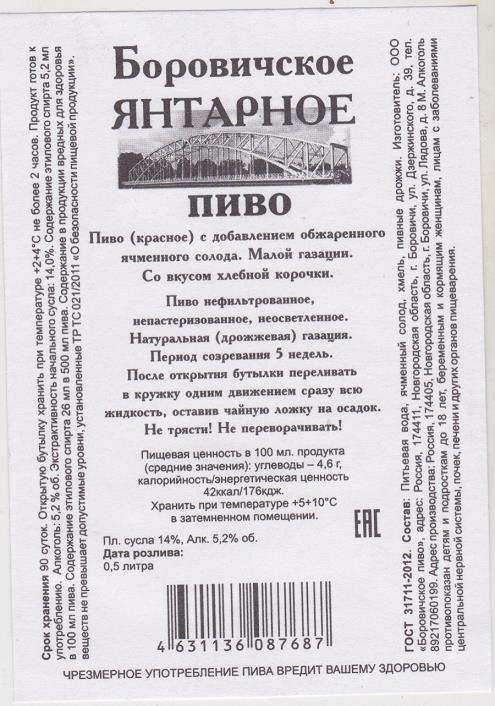 Боровичское
ЯНТАРНОЕ
ПИВО
Пиво (красное) с добавлением обжаренного
ячменного солода. Малой газации.
Со вкусом хлебной корочки.
Пиво нефильтрованное,
непастеризованное, неосветленное.
Натуральная (дрожжевая) газация.
Период созревания 5 недель.
После открытия бутылки переливать
в кружку одним движением сразу всю
жидкость, оставив чайную ложку на осадок.
Не трясти! Не переворачивать!
Пищевая ценность в 100 мл. продукта
(средние значения): углеводы – 4,6 г,
калорийность/энергетическая ценность
42ккал/176кдж.
Хранить при температуре +5+10°С
в затемненном помещении.
Пл. сусла 14%, Алк. 5,2% об.
Дата розлива:
0,5 литра
EAC
4 631136 087687
ЧРЕЗМЕРНОЕ УПОТРЕБЛЕНИЕ ПИВА ВРЕДИТ ВАШЕМУ ЗДОРОВЬЮ
Срок хранения 90 суток. Открытую бутылку хранить при температуре +2+4°С не более 2 часов. Продукт готов к
употреблению. Алкоголь: 5,2 % об. Экстрактивность начального сусла: 14,0%. Содержание этилового спирта 5,2 мл
в 100 мл пива. Содержание этилового спирта 26 мл в 500 мл пива. Содержание в продукции вредных для здоровья
веществ не превышает допустимые уровни, установленные ТР ТС 021/2011 «О безопасности пищевой продукции».
ГОСТ 31711-2012. Состав: Питьевая вода, ячменный солод, хмель, пивные дрожжи. Изготовитель: ООО
«Боровичское пиво», адрес: Россия, 174411, Новгородская область, г. Боровичи, ул. Дзержинского, д. 39, тел.
89217060199. Адрес производства: Россия, 174405, Новгородская область, г. Боровичи, ул. Лядова, д. 8 М. Алкоголь
противопоказан детям и подросткам до 18 лет, беременным и кормящим женщинам, лицам с заболеваниями
центральной нервной системы, почек, печени и других органов пищеварения.